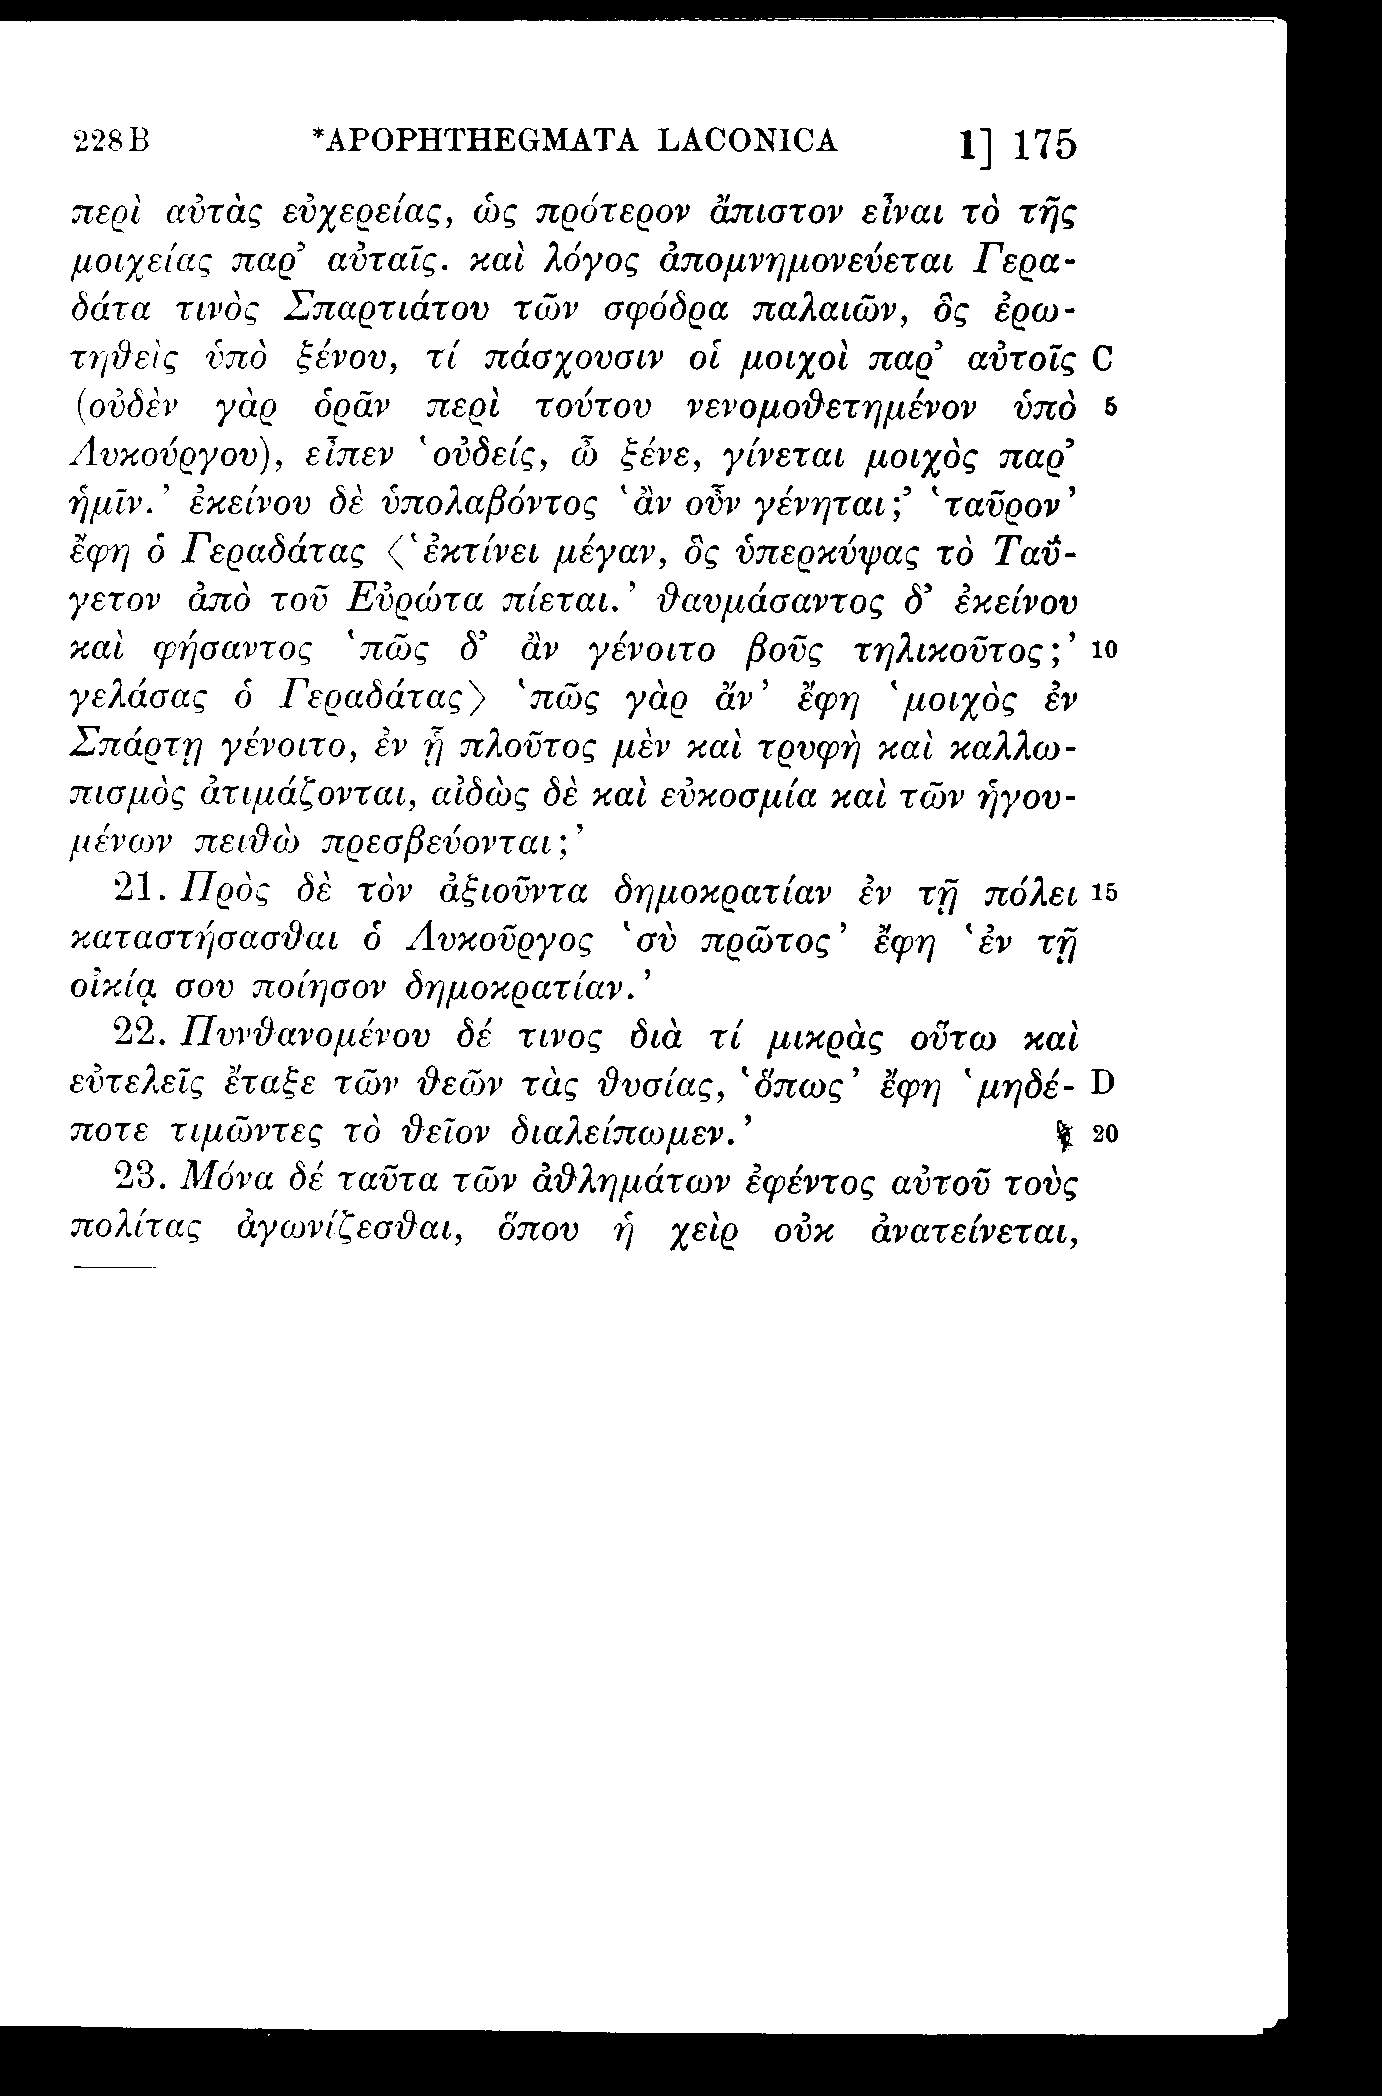 228B *APOPHTHEGMATA LACONICA 1] 175
περὶ αὐτὰς εὐχερείας, ὡς πρότερον ἄπιστον εἶναι τὸ τῆς
μοιχείας παρ’ αὐταῖς. καὶ λόγος ἀπομνημονεύεται Γερα-
δάτα τινὸς Σπαρτιάτου τῶν σφόδρα παλαιῶν, ὃς ἐρω-
τηθεὶς ὑπὸ ξένου, τί πάσχουσιν οἱ μοιχοὶ παρ’ αὐτοῖς C
(οὐδὲν γὰρ ὁρᾶν περὶ τούτου νενομοθετημένον ὑπὸ 5
Λυκούργου), εἶπεν ‘οὐδείς, ὦ ξένε, γίνεται μοιχὸς παρ’
ἡμῖν.’ ἐκείνου δὲ ὑπολαβόντος ‘ἂν οὖν γένηται;’ ‘ταῦρον’
ἔφη ὁ Γεραδάτας 〈‘ἐκτίνει μέγαν, ὃς ὑπερκύψας τὸ Ταΰ-
γετον ἀπὸ τοῦ Εὐρώτα πίεται.’ θαυμάσαντος δ’ ἐκείνου
καὶ φήσαντος ‘πῶς δ’ ἂν γένοιτο βοῦς τηλικοῦτος;’ 10
γελάσας ὁ Γεραδάτας〉 ‘πῶς γὰρ ἄν’ ἔφη ‘μοιχὸς ἐν
Σπάρτῃ γένοιτο, ἐν ᾗ πλοῦτος μὲν καὶ τρυφὴ καὶ καλλω-
πισμὸς ἀτιμάζονται, αἰδὼς δὲ καὶ εὐκοσμία καὶ τῶν ἡγου-
μένων πειθὼ πρεσβεύονται;’
21. Πρὸς δὲ τὸν ἀξιοῦντα δημοκρατίαν ἐν τῇ πόλει 15
καταστήσασθαι ὁ Λυκοῦργος ‘σὺ πρῶτος’ ἔφη ‘ἐν τῇ
οἰκίᾳ σου ποίησον δημοκρατίαν.’
22. Πυνθανομένου δέ τινος διὰ τί μικρὰς οὕτω καὶ
εὐτελεῖς ἔταξε τῶν θεῶν τὰς θυσίας, ‘ὅπως’ ἔφη ‘μηδέ- D
ποτε τιμῶντες τὸ θεῖον διαλείπωμεν.’ 20
23. Μόνα δέ ταῦτα τῶν ἀθλημάτων ἐφέντος αὐτοῦ τοὺς
πολίτας ἀγωνίζεσθαι, ὅπου ἡ χεὶρ οὐκ ἀνατείνεται,